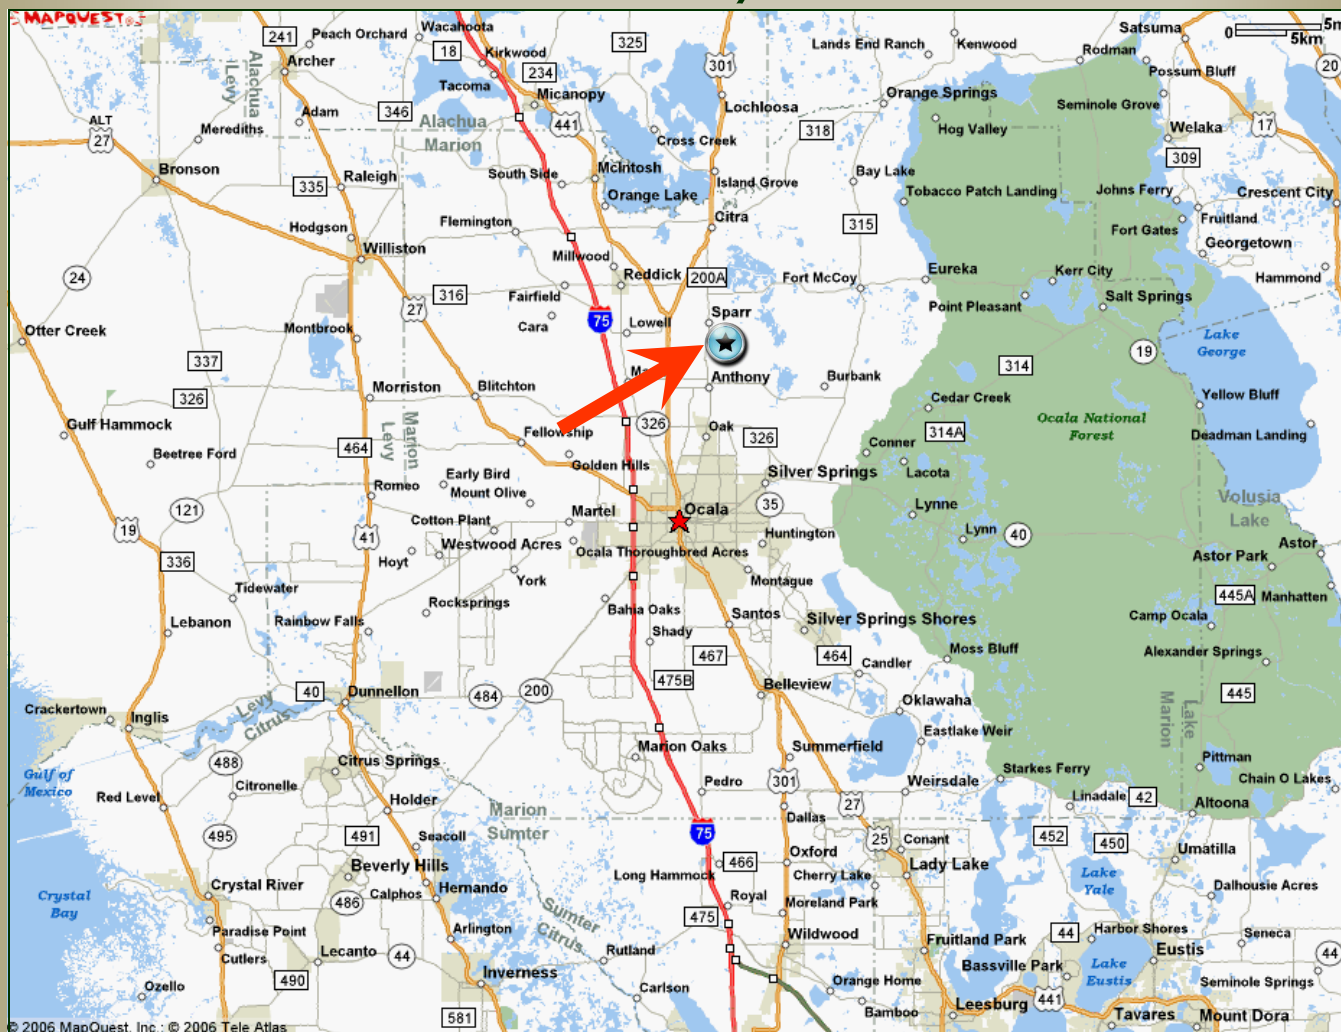 MAPQUEST
Wacahoota
Satsuma
5m
0
5km
241
Peach Orchard
325
Lands End Ranch
Kenwood
Rodman
18
Kirkwood
Archer
234
301
20
Possum Bluff
Alachua
Levy
Tacoma
Micanopy
Orange Springs
Lochloosa
Seminole Grove
Adam
346
ALT
27
Merediths
Alachua
Marion
441
Cross Creek
318
Hog Valley
Welaka
17
309
Bronson
335
Raleigh
South Side
McIntosh
Orange Lake
Island Grove
Bay Lake
Tobacco Patch Landing
Johns Ferry
Crescent City
Citra
Fruitland
Hodgson
Flemington
315
Fort Gates
Williston
Georgetown
Millwood
24
Reddick
200A
Fort McCoy
Eureka
Kerr City
Hammond
316
Fairfield
27
Point Pleasant
Salt Springs
Otter Creek
Montbrook
Cara
75
Lowell
Sparr
Lake
George
19
337
314
Morriston
Blitchton
Anthony
Burbank
326
Yellow Bluff
Cedar Creek
Gulf Hammock
Marion
Levy
Fellowship
326
Oak
326
314A
Ocala National
Forest
Deadman Landing
464
Beetree Ford
Conner
Golden Hills
Silver Springs
Lacota
Early Bird
Romeo
Mount Olive
Volusia
Lake
121
Martel
Ocala
35
Lynne
19
Cotton Plant
41
Lynn
40
Huntington
Westwood Acres
Ocala Thoroughbred Acres
Astor
336
Hoyt
Astor Park
York
Montague
Tidewater
445A
Manhatten
Rocksprings
Bahia Oaks
Santos
Camp Ocala
Lebanon
Rainbow Falls
Silver Springs Shores
Shady
467
464
Moss Bluff
Alexander Springs
Candler
475B
40
Dunnellon
484
200
Belleview
445
Levy
Citrus
Oklawaha
Marion
Lake
Crackertown
Inglis
Eastlake Weir
Marion Oaks
Summerfield
488
Citrus Springs
Pittman
Gulf of
Mexico
Starkes Ferry
Chain O Lakes
Citronelle
Pedro
301
Weirsdale
Red Level
Holder
27
Linadale
42
Altoona
Marion
Sumter
Dallas
495
491
Seacoll
75
25
Conant
452
450
Umatilla
Oxford
Beverly Hills
466
Lady Lake
Long Hammock
Cherry Lake
Lake
Yale
Crystal River
Calphos
Hernando
Dalhousie Acres
Crystal
Bay
486
Royal
Moreland Park
Sumter
Citrus
475
Paradise Point
Arlington
Wildwood
44
Harbor Shores
Seneca
Fruitland Park
Eustis
Lecanto
44
Rutland
Cutlers
Bassville Park
Lake
Eustis
44
490
Inverness
Orange Home
Seminole Springs
Ozello
Carlson
Leesburg
441
Bamboo
581
Tavares
Mount Dora
© 2006 MapQuest, Inc.; © 2006 Tele Atlas